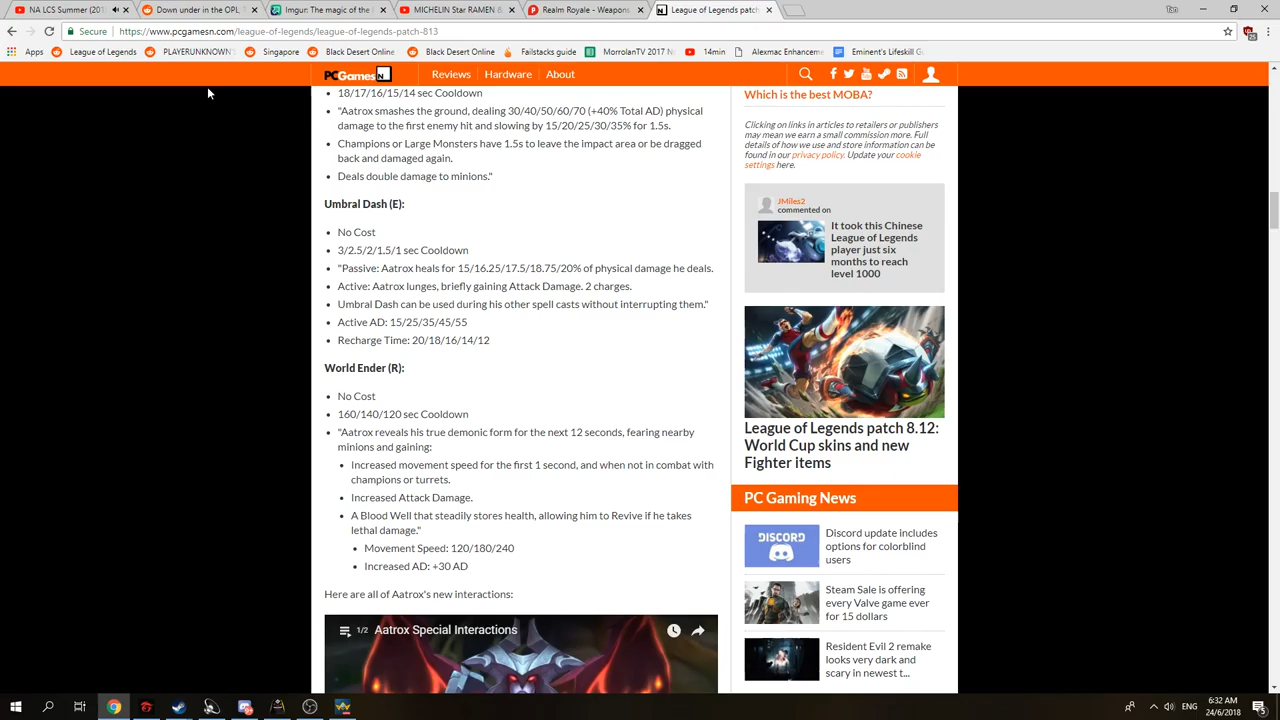 NA LCS Summer (201
Down under in the OPL
Imgur: The magic of the I
MICHELIN Star RAMEN &
Realm Royale - Weapons
League of Legends patch
Secure
https://www.pcgamesn.com/league-of-legends/league-of-legends-patch-813
Apps
League of Legends
PLAYERUNKNOWN'
Singapore
Black Desert Online
Black Desert Online
Failstacks guide
MorrolanTV 2017 N
14min
Alexmac Enhanceme
Eminent's Lifeskill G
PCGamesN
Reviews
Hardware
About
18/17/16/15/14 sec Cooldown
"Aatrox smashes the ground, dealing 30/40/50/60/70 (+40% Total AD) physical
damage to the first enemy hit and slowing by 15/20/25/30/35% for 1.5s.
Champions or Large Monsters have 1.5s to leave the impact area or be dragged
back and damaged again.
Deals double damage to minions."
Umbral Dash (E):
No Cost
3/2.5/2/1.5/1 sec Cooldown
"Passive: Aatrox heals for 15/16.25/17.5/18.75/20% of physical damage he deals.
Active: Aatrox lunges, briefly gaining Attack Damage. 2 charges.
Umbral Dash can be used during his other spell casts without interrupting them."
Active AD: 15/25/35/45/55
Recharge Time: 20/18/16/14/12
World Ender (R):
No Cost
160/140/120 sec Cooldown
"Aatrox reveals his true demonic form for the next 12 seconds, fearing nearby
minions and gaining:
Increased movement speed for the first 1 second, and when not in combat with
champions or turrets.
Increased Attack Damage.
A Blood Well that steadily stores health, allowing him to Revive if he takes
lethal damage."
Movement Speed: 120/180/240
Increased AD: +30 AD
Here are all of Aatrox's new interactions:
1/2 Aatrox Special Interactions
Which is the best MOBA?
Clicking on links in articles to retailers or publishers
may mean we earn a small commission more. Full
details of how we use and store information can be
found in our privacy policy. Update your cookie
settings here.
JMiles2
commented on
It took this Chinese
League of Legends
player just six
months to reach
level 1000
League of Legends patch 8.12:
World Cup skins and new
Fighter items
PC Gaming News
DISCORD
Discord update includes
options for colorblind
users
Steam Sale is offering
every Valve game ever
for 15 dollars
Resident Evil 2 remake
looks very dark and
scary in newest t...
ENG
6:32 AM
24/6/2018
5